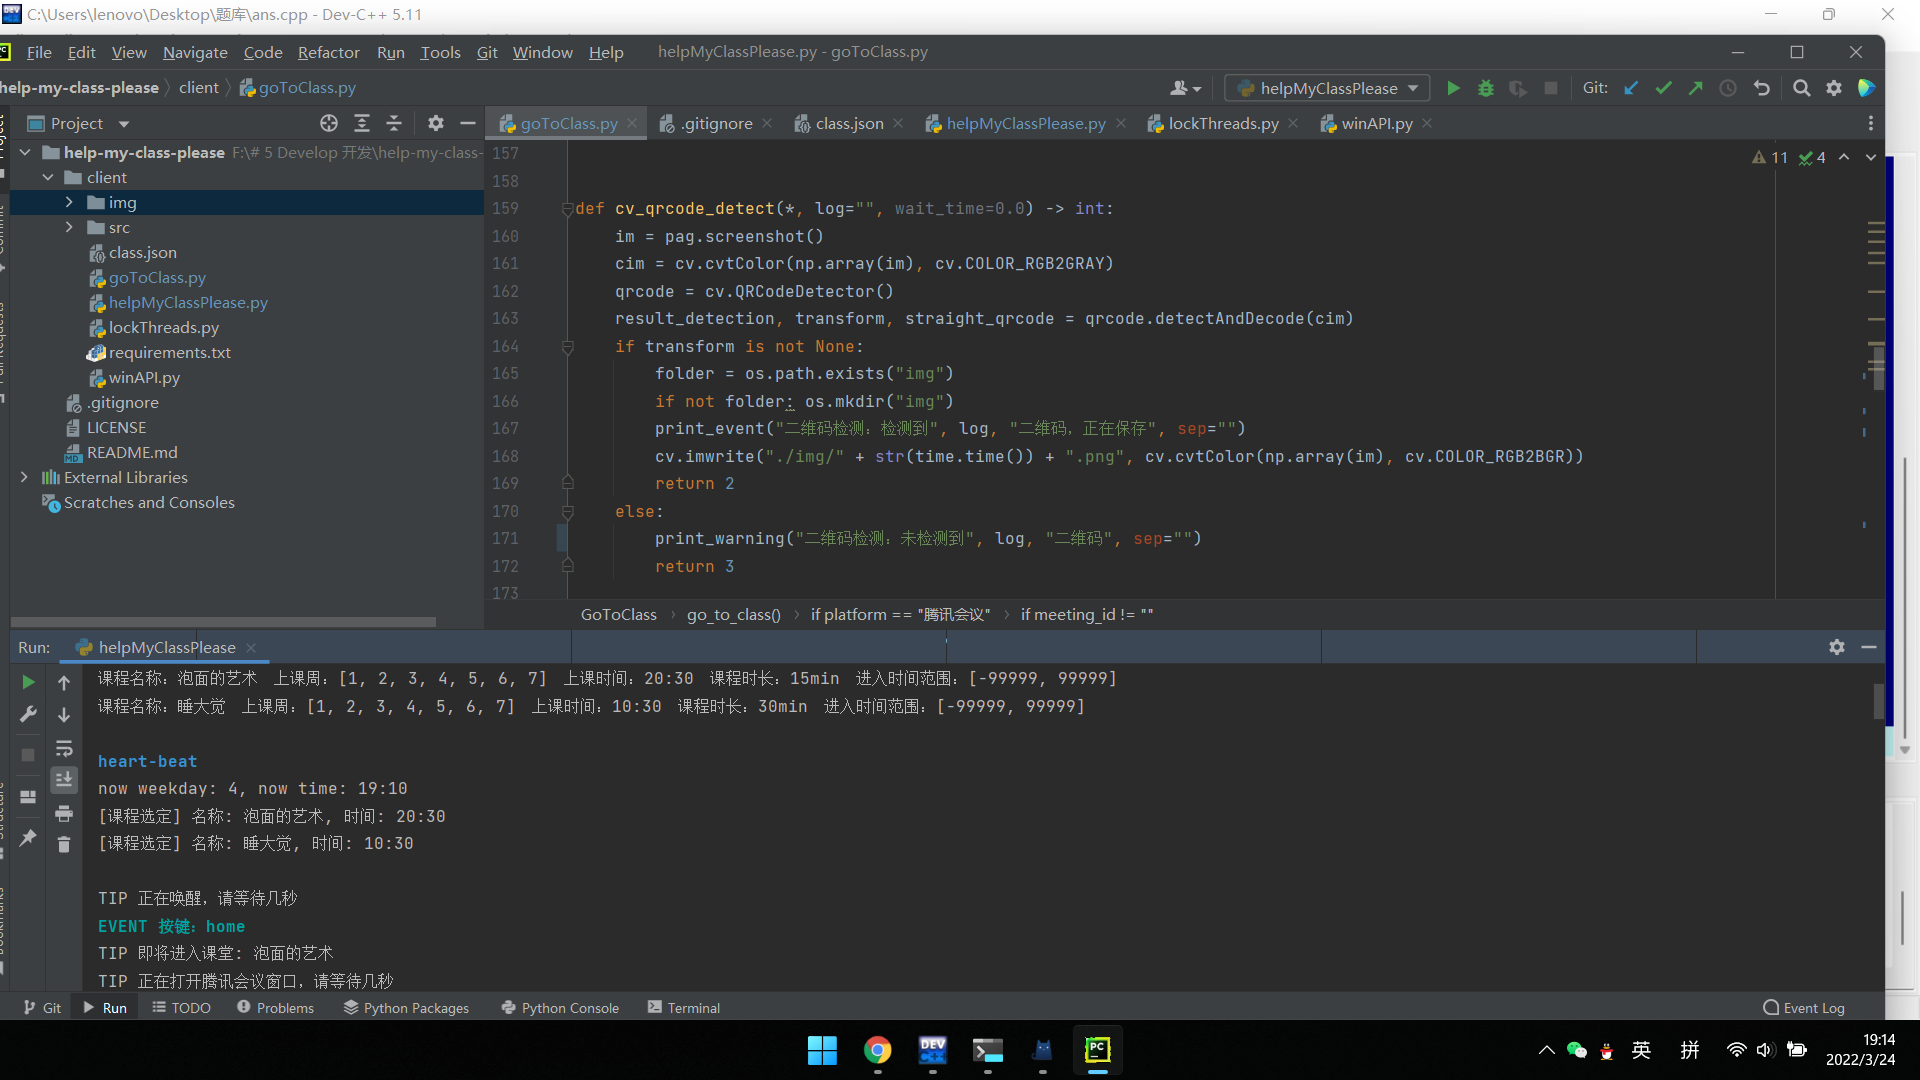 C:\Users\lenovo\Desktop\题库\ans.cpp - Dev-C++ 5.11
File Edit View Navigate Code Refactor Run Tools Git Window Help helpMyClassPlease.py - goToClass.py
help-my-class-please client goToClass.py helpMyClassPlease Git:
Project
goToClass.py .gitignore class.json helpMyClassPlease.py lockThreads.py winAPI.py
help-my-class-please F:\# 5 Develop 开发\help-my-class-
client
img
src
class.json
goToClass.py
helpMyClassPlease.py
lockThreads.py
requirements.txt
winAPI.py
.gitignore
LICENSE
README.md
External Libraries
Scratches and Consoles
11 4
157
158
159 def cv_qrcode_detect(*, log="", wait_time=0.0) -> int:
160 im = pag.screenshot()
161 cim = cv.cvtColor(np.array(im), cv.COLOR_RGB2GRAY)
162 qrcode = cv.QRCodeDetector()
163 result_detection, transform, straight_qrcode = qrcode.detectAndDecode(cim)
164 if transform is not None:
165 folder = os.path.exists("img")
166 if not folder: os.mkdir("img")
167 print_event("二维码检测：检测到", log, "二维码，正在保存", sep="")
168 cv.imwrite("./img/" + str(time.time()) + ".png", cv.cvtColor(np.array(im), cv.COLOR_RGB2BGR))
169 return 2
170 else:
171 print_warning("二维码检测：未检测到", log, "二维码", sep="")
172 return 3
173
GoToClass go_to_class() if platform == "腾讯会议" if meeting_id != ""
Run: helpMyClassPlease
课程名称：泡面的艺术 上课周：[1, 2, 3, 4, 5, 6, 7] 上课时间：20:30 课程时长：15min 进入时间范围：[-99999, 99999]
课程名称：睡大觉 上课周：[1, 2, 3, 4, 5, 6, 7] 上课时间：10:30 课程时长：30min 进入时间范围：[-99999, 99999]
heart-beat
now weekday: 4, now time: 19:10
[课程选定] 名称: 泡面的艺术, 时间: 20:30
[课程选定] 名称: 睡大觉, 时间: 10:30
TIP 正在唤醒，请等待几秒
EVENT 按键：home
TIP 即将进入课堂: 泡面的艺术
TIP 正在打开腾讯会议窗口，请等待几秒
Git Run TODO Problems Python Packages Python Console Terminal Event Log
英 拼 19:14
2022/3/24